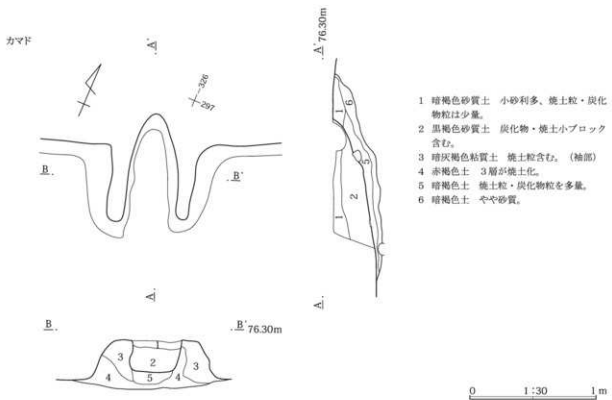 カマド
A'
-326
297
B
B'
A
B
B' 76.30m
1
3
2
3
4
5
4
A' 76.30m
1
6
5
2
A
1 暗褐色砂質土 小砂利多、焼土粒・炭化
物粒は少量。
2 黒褐色砂質土 炭化物・焼土小ブロック
含む。
3 暗灰褐色粘質土 焼土粒含む。（袖部）
4 赤褐色土 3層が焼土化。
5 暗褐色土 焼土粒・炭化物粒を多量。
6 暗褐色土 やや砂質。
0 1:30 1m